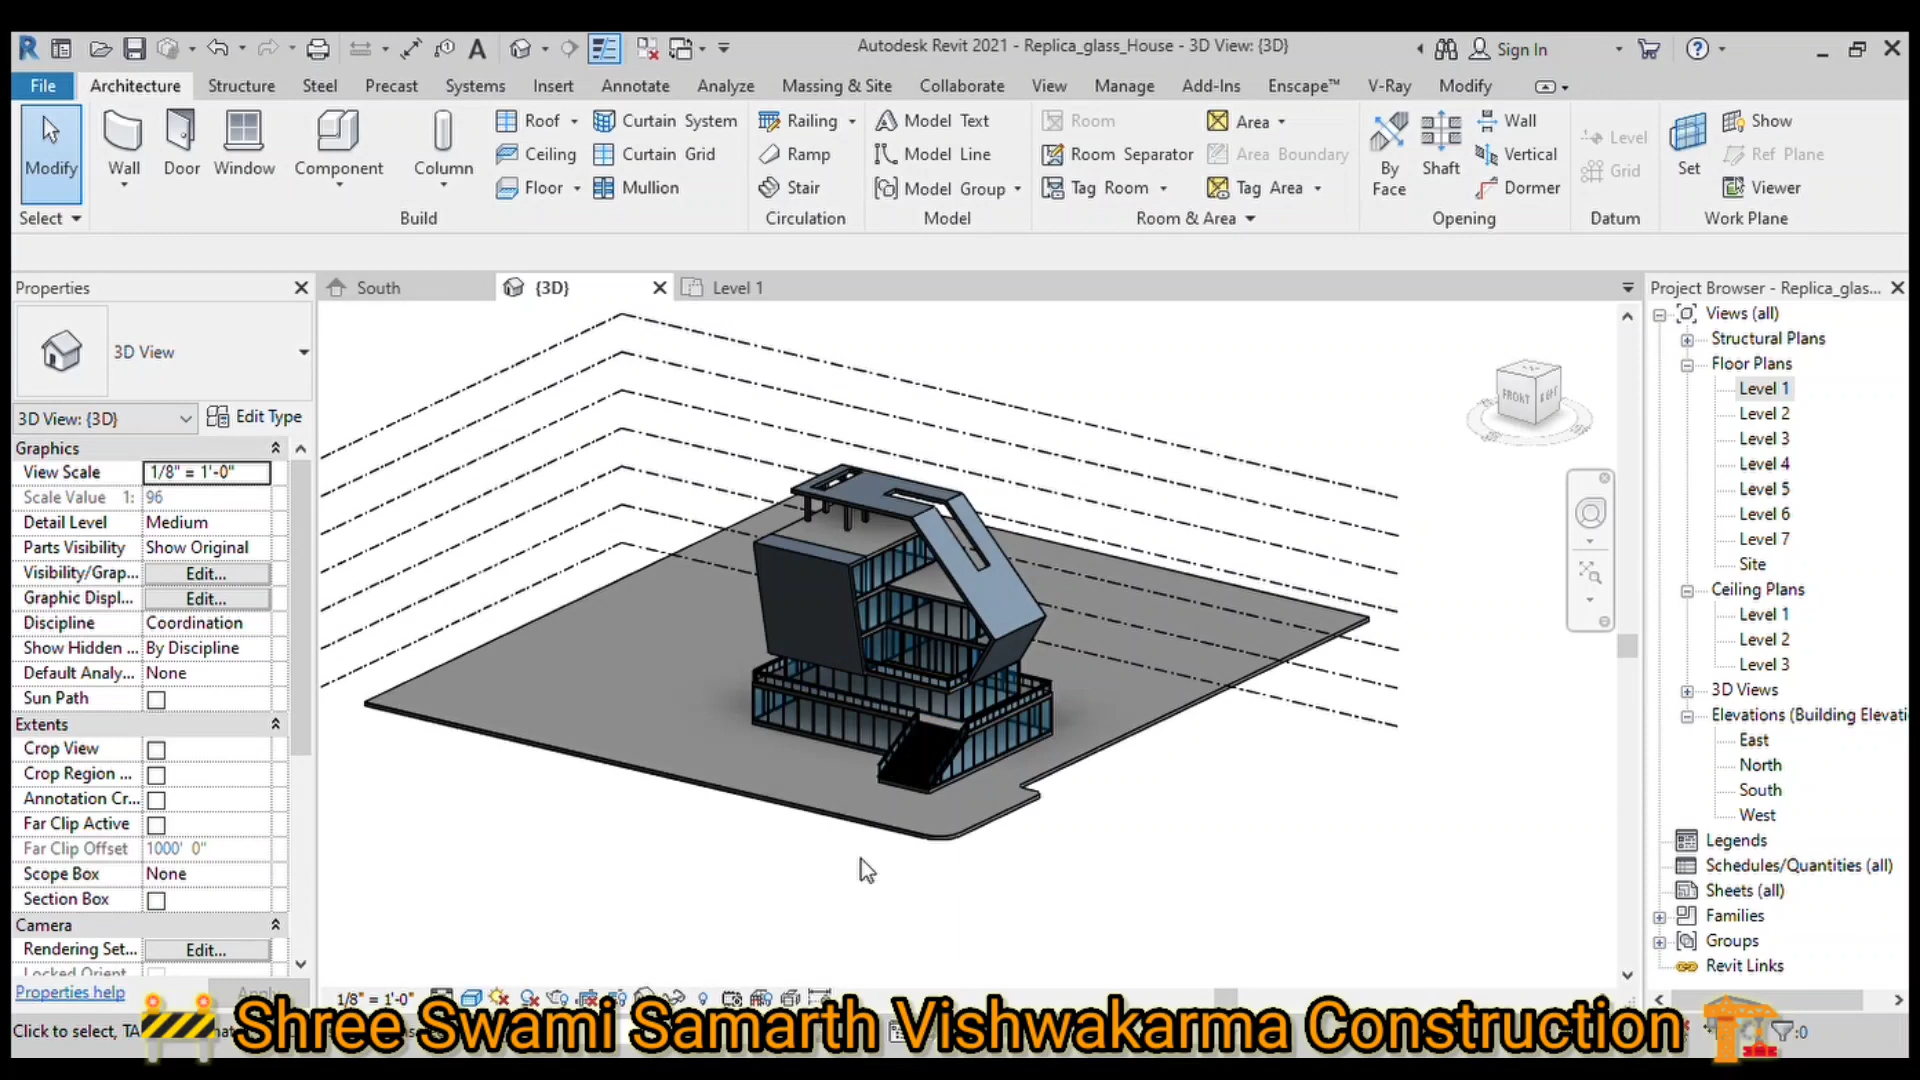 Autodesk Revit 2021 - Replica_glass_House - 3D View: {3D}
Sign In
File Architecture Structure Steel Precast Systems Insert Annotate Analyze Massing & Site Collaborate View Manage Add-Ins Enscape™ V-Ray Modify
Modify Wall Door Window Component Column
Roof Curtain System
Ceiling Curtain Grid
Floor Mullion
Railing
Ramp
Stair
Model Text
Model Line
Model Group
Room
Room Separator
Tag Room
Area
Area Boundary
Tag Area
By Face
Shaft
Wall
Vertical
Dormer
Level
Grid
Set
Show
Ref Plane
Viewer
Select Build Circulation Model Room & Area Opening Datum Work Plane
Properties
3D View
3D View: {3D} Edit Type
Graphics
View Scale 1/8" = 1'-0"
Scale Value 1: 96
Detail Level Medium
Parts Visibility Show Original
Visibility/Grap... Edit...
Graphic Displ... Edit...
Discipline Coordination
Show Hidden ... By Discipline
Default Analy... None
Sun Path
Extents
Crop View
Crop Region ...
Annotation Cr...
Far Clip Active
Far Clip Offset 1000' 0"
Scope Box None
Section Box
Camera
Rendering Set... Edit...
Locked Orient
Properties help Apply
South {3D} Level 1
FRONT LEFT
Project Browser - Replica_glas...
Views (all)
Structural Plans
Floor Plans
Level 1
Level 2
Level 3
Level 4
Level 5
Level 6
Level 7
Site
Ceiling Plans
Level 1
Level 2
Level 3
3D Views
Elevations (Building Elevati
East
North
South
West
Legends
Schedules/Quantities (all)
Sheets (all)
Families
Groups
Revit Links
1/8" = 1'-0"
Click to select, TA
:0
Shree Swami Samarth Vishwakarma Construction